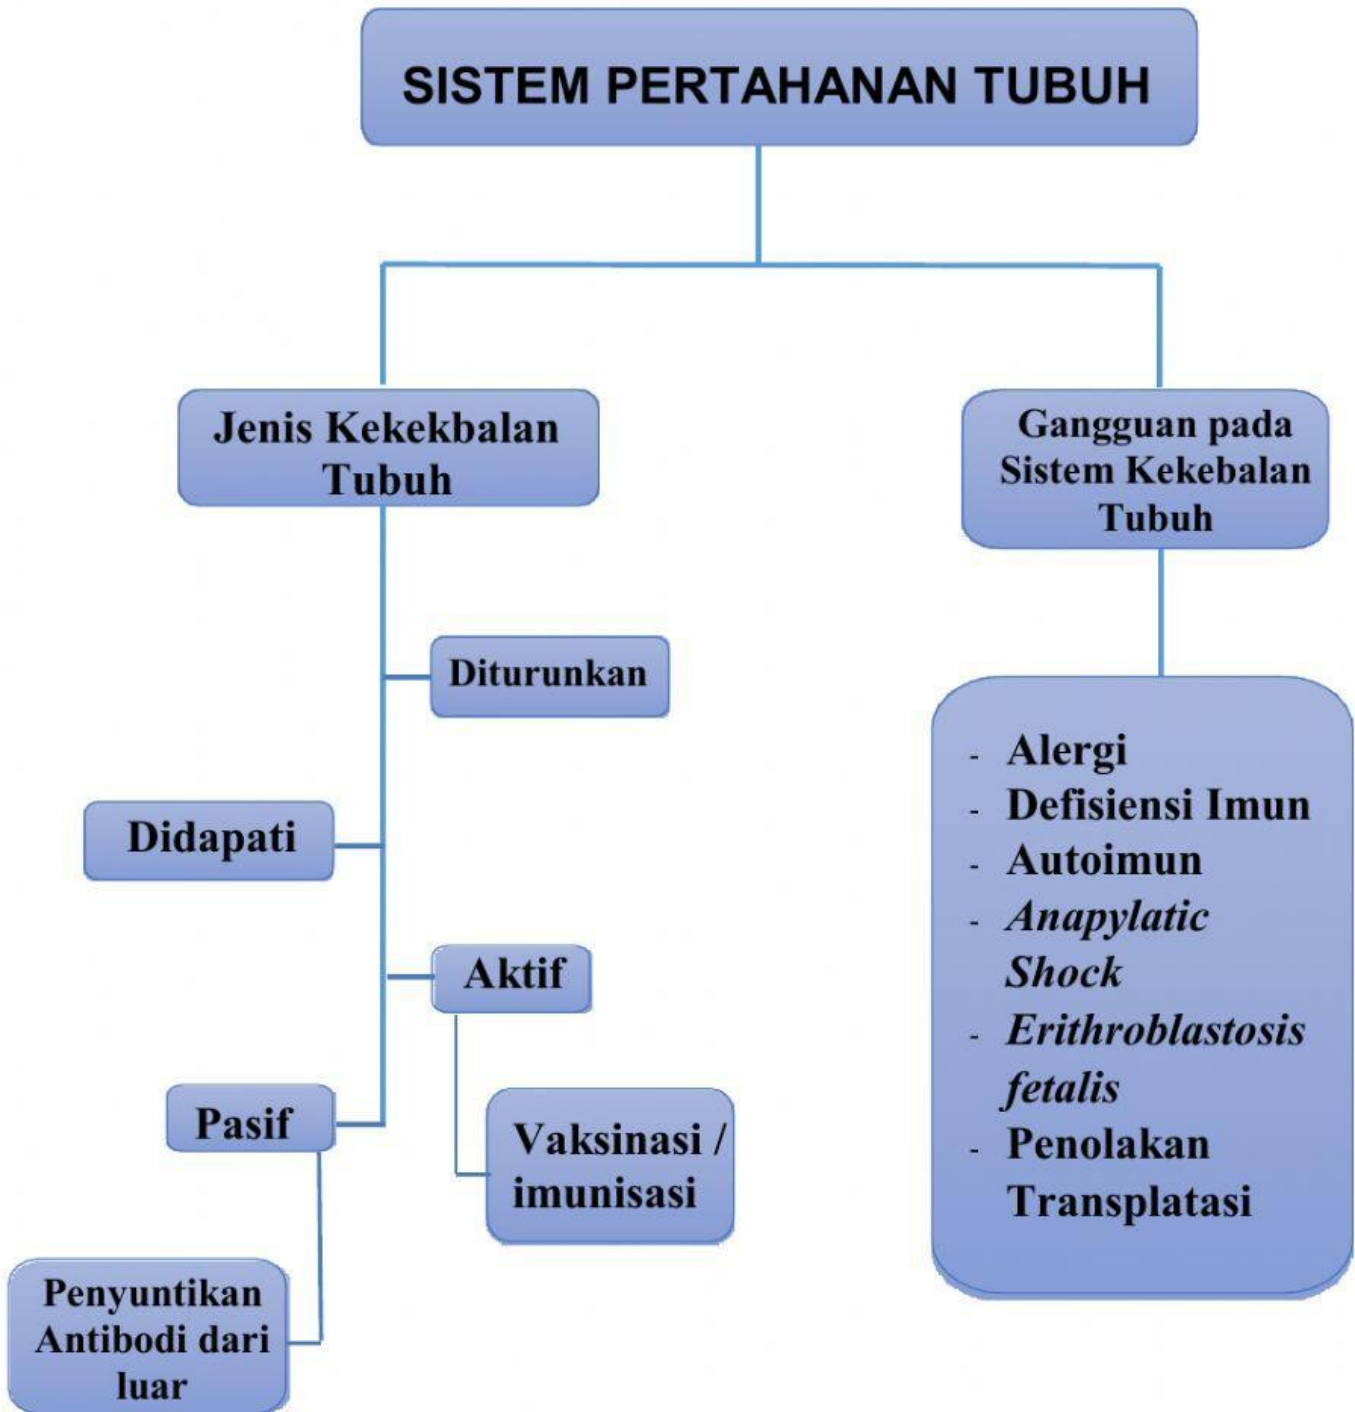 SISTEM PERTAHANAN TUBUH
Jenis Kekekbalan
Tubuh
Gangguan pada
Sistem Kekebalan
Tubuh
Diturunkan
Didapati
Aktif
Pasif
Vaksinasi /
imunisasi
Penyuntikan
Antibodi dari
luar
- Alergi
- Defisiensi Imun
- Autoimun
- Anapylatic
Shock
- Erithroblastosis
fetalis
- Penolakan
Transplatasi